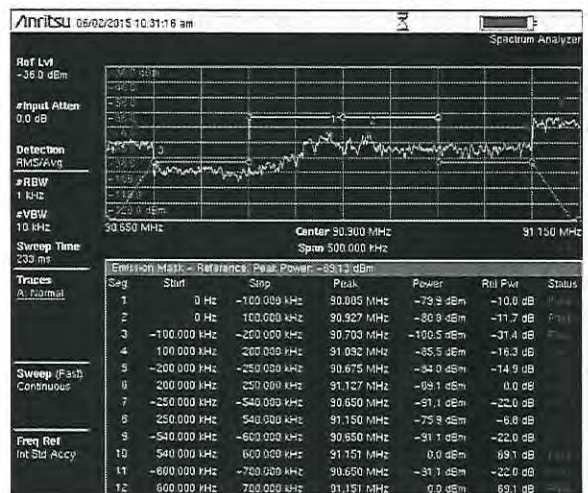 Anritsu 06/02/2015 10:31:16 am
Spectrum Analyzer
Ref Lvl
-36.0 dBm
#Input Atten
0.0 dB
Detection
RMS/Avg
#RBW
1 kHz
#VBW
10 kHz
Sweep Time
233 ms
Traces
A: Normal
Sweep (Fast)
Continuous
Freq Ref
Int Std Accy
90.650 MHz
Center 90.900 MHz
91.150 MHz
Span 500.000 kHz
Emission Mask - Reference: Peak Power: -69.13 dBm
Seg Start Stop Peak Power Rel Pwr Status
1 0 Hz -100.000 kHz 90.885 MHz -79.9 dBm -10.8 dB
2 0 Hz 100.000 kHz 90.927 MHz -80.8 dBm -11.7 dB
3 -100.000 kHz -200.000 kHz 90.703 MHz -100.5 dBm -31.4 dB
4 100.000 kHz 200.000 kHz 91.092 MHz -85.5 dBm -16.3 dB
5 -200.000 kHz -250.000 kHz 90.675 MHz -84.0 dBm -14.9 dB
6 200.000 kHz 250.000 kHz 91.127 MHz -69.1 dBm 0.0 dB
7 -250.000 kHz -540.000 kHz 90.650 MHz -91.1 dBm -22.0 dB
8 250.000 kHz 540.000 kHz 91.150 MHz -75.9 dBm -6.8 dB
9 -540.000 kHz -600.000 kHz 90.650 MHz -91.1 dBm -22.0 dB
10 540.000 kHz 600.000 kHz 91.151 MHz 0.0 dBm 69.1 dB
11 -600.000 kHz -700.000 kHz 90.650 MHz -91.1 dBm -22.0 dB
12 600.000 kHz 700.000 kHz 91.151 MHz 0.0 dBm 69.1 dB